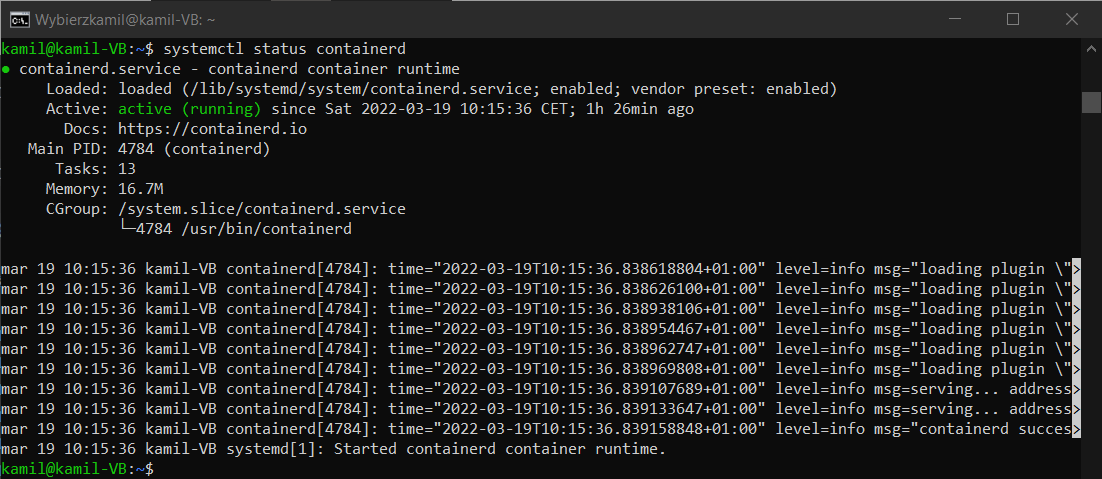 Wybierzkamil@kamil-VB: ~
kamil@kamil-VB:~$ systemctl status containerd
● containerd.service - containerd container runtime
     Loaded: loaded (/lib/systemd/system/containerd.service; enabled; vendor preset: enabled)
     Active: active (running) since Sat 2022-03-19 10:15:36 CET; 1h 26min ago
       Docs: https://containerd.io
   Main PID: 4784 (containerd)
      Tasks: 13
     Memory: 16.7M
     CGroup: /system.slice/containerd.service
             └─4784 /usr/bin/containerd

mar 19 10:15:36 kamil-VB containerd[4784]: time="2022-03-19T10:15:36.838618804+01:00" level=info msg="loading plugin \">
mar 19 10:15:36 kamil-VB containerd[4784]: time="2022-03-19T10:15:36.838626100+01:00" level=info msg="loading plugin \">
mar 19 10:15:36 kamil-VB containerd[4784]: time="2022-03-19T10:15:36.838938106+01:00" level=info msg="loading plugin \">
mar 19 10:15:36 kamil-VB containerd[4784]: time="2022-03-19T10:15:36.838954467+01:00" level=info msg="loading plugin \">
mar 19 10:15:36 kamil-VB containerd[4784]: time="2022-03-19T10:15:36.838962747+01:00" level=info msg="loading plugin \">
mar 19 10:15:36 kamil-VB containerd[4784]: time="2022-03-19T10:15:36.838969808+01:00" level=info msg="loading plugin \">
mar 19 10:15:36 kamil-VB containerd[4784]: time="2022-03-19T10:15:36.839107689+01:00" level=info msg=serving... address>
mar 19 10:15:36 kamil-VB containerd[4784]: time="2022-03-19T10:15:36.839133647+01:00" level=info msg=serving... address>
mar 19 10:15:36 kamil-VB containerd[4784]: time="2022-03-19T10:15:36.839158848+01:00" level=info msg="containerd succes>
mar 19 10:15:36 kamil-VB systemd[1]: Started containerd container runtime.
kamil@kamil-VB:~$